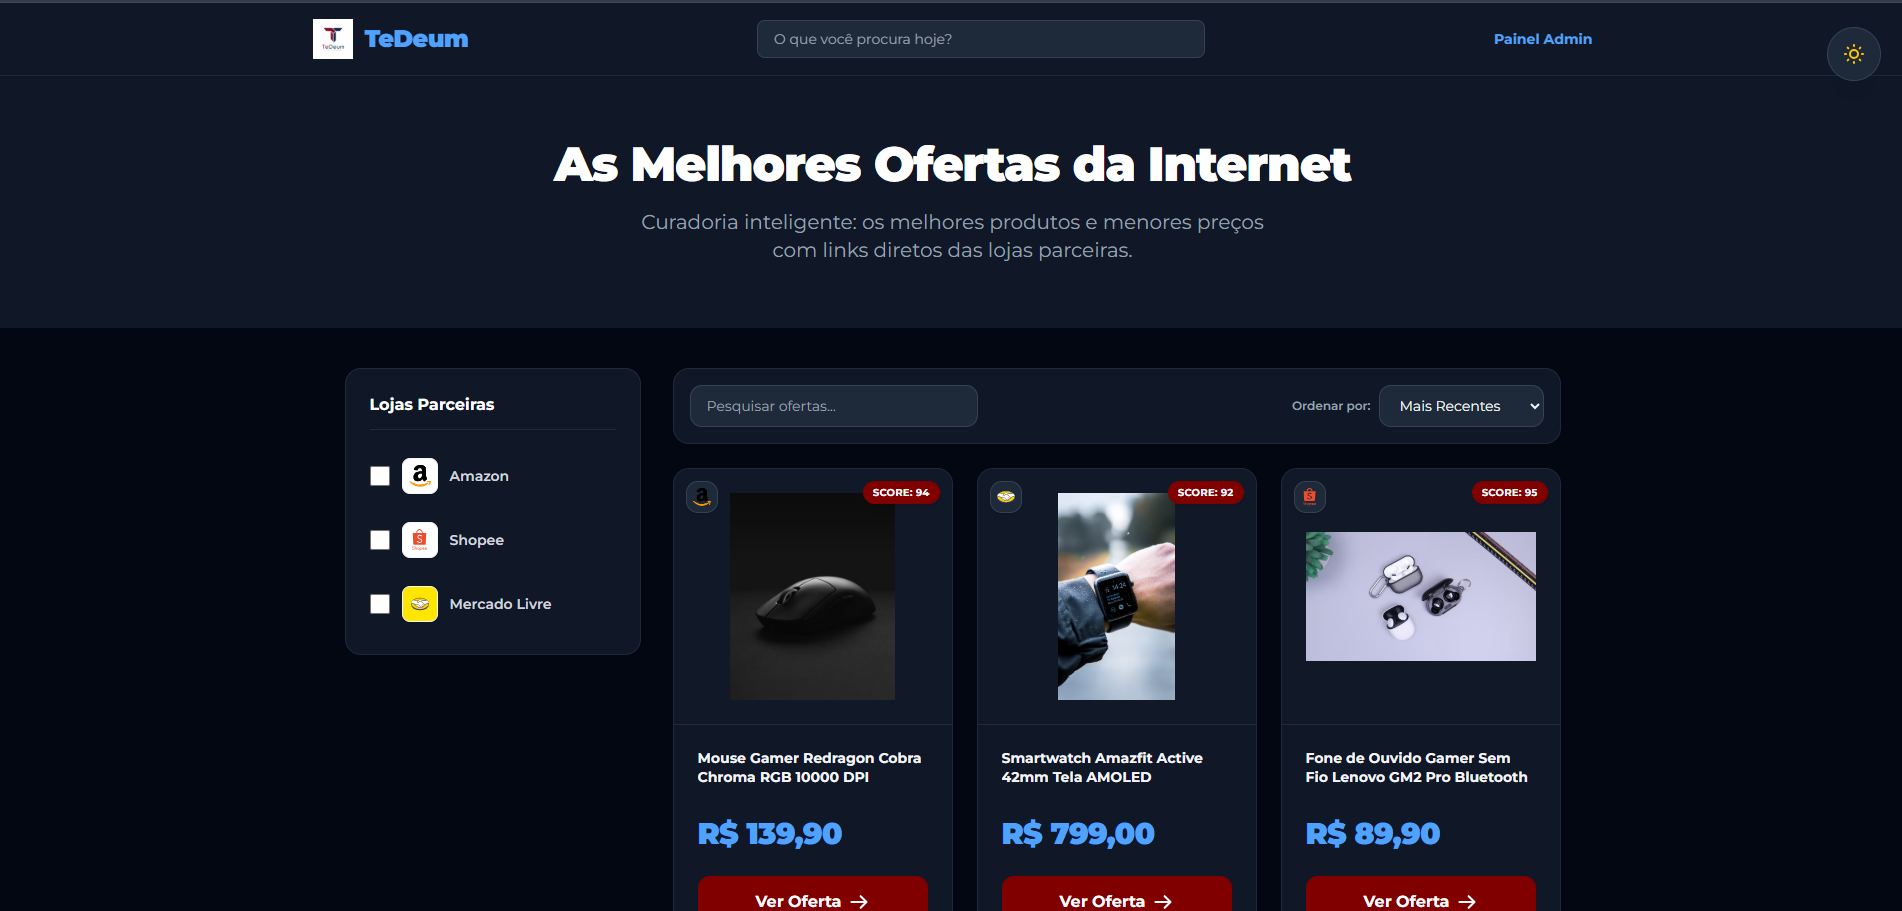 TeDeum
TeDeum
O que você procura hoje?
Painel Admin
As Melhores Ofertas da Internet
Curadoria inteligente: os melhores produtos e menores preços
com links diretos das lojas parceiras.
Lojas Parceiras
Amazon
Shopee
Mercado Livre
Pesquisar ofertas...
Ordenar por:
Mais Recentes
SCORE: 94
Mouse Gamer Redragon Cobra
Chroma RGB 10000 DPI
R$ 139,90
Ver Oferta →
SCORE: 92
Smartwatch Amazfit Active
42mm Tela AMOLED
R$ 799,00
Ver Oferta →
SCORE: 95
Fone de Ouvido Gamer Sem
Fio Lenovo GM2 Pro Bluetooth
R$ 89,90
Ver Oferta →